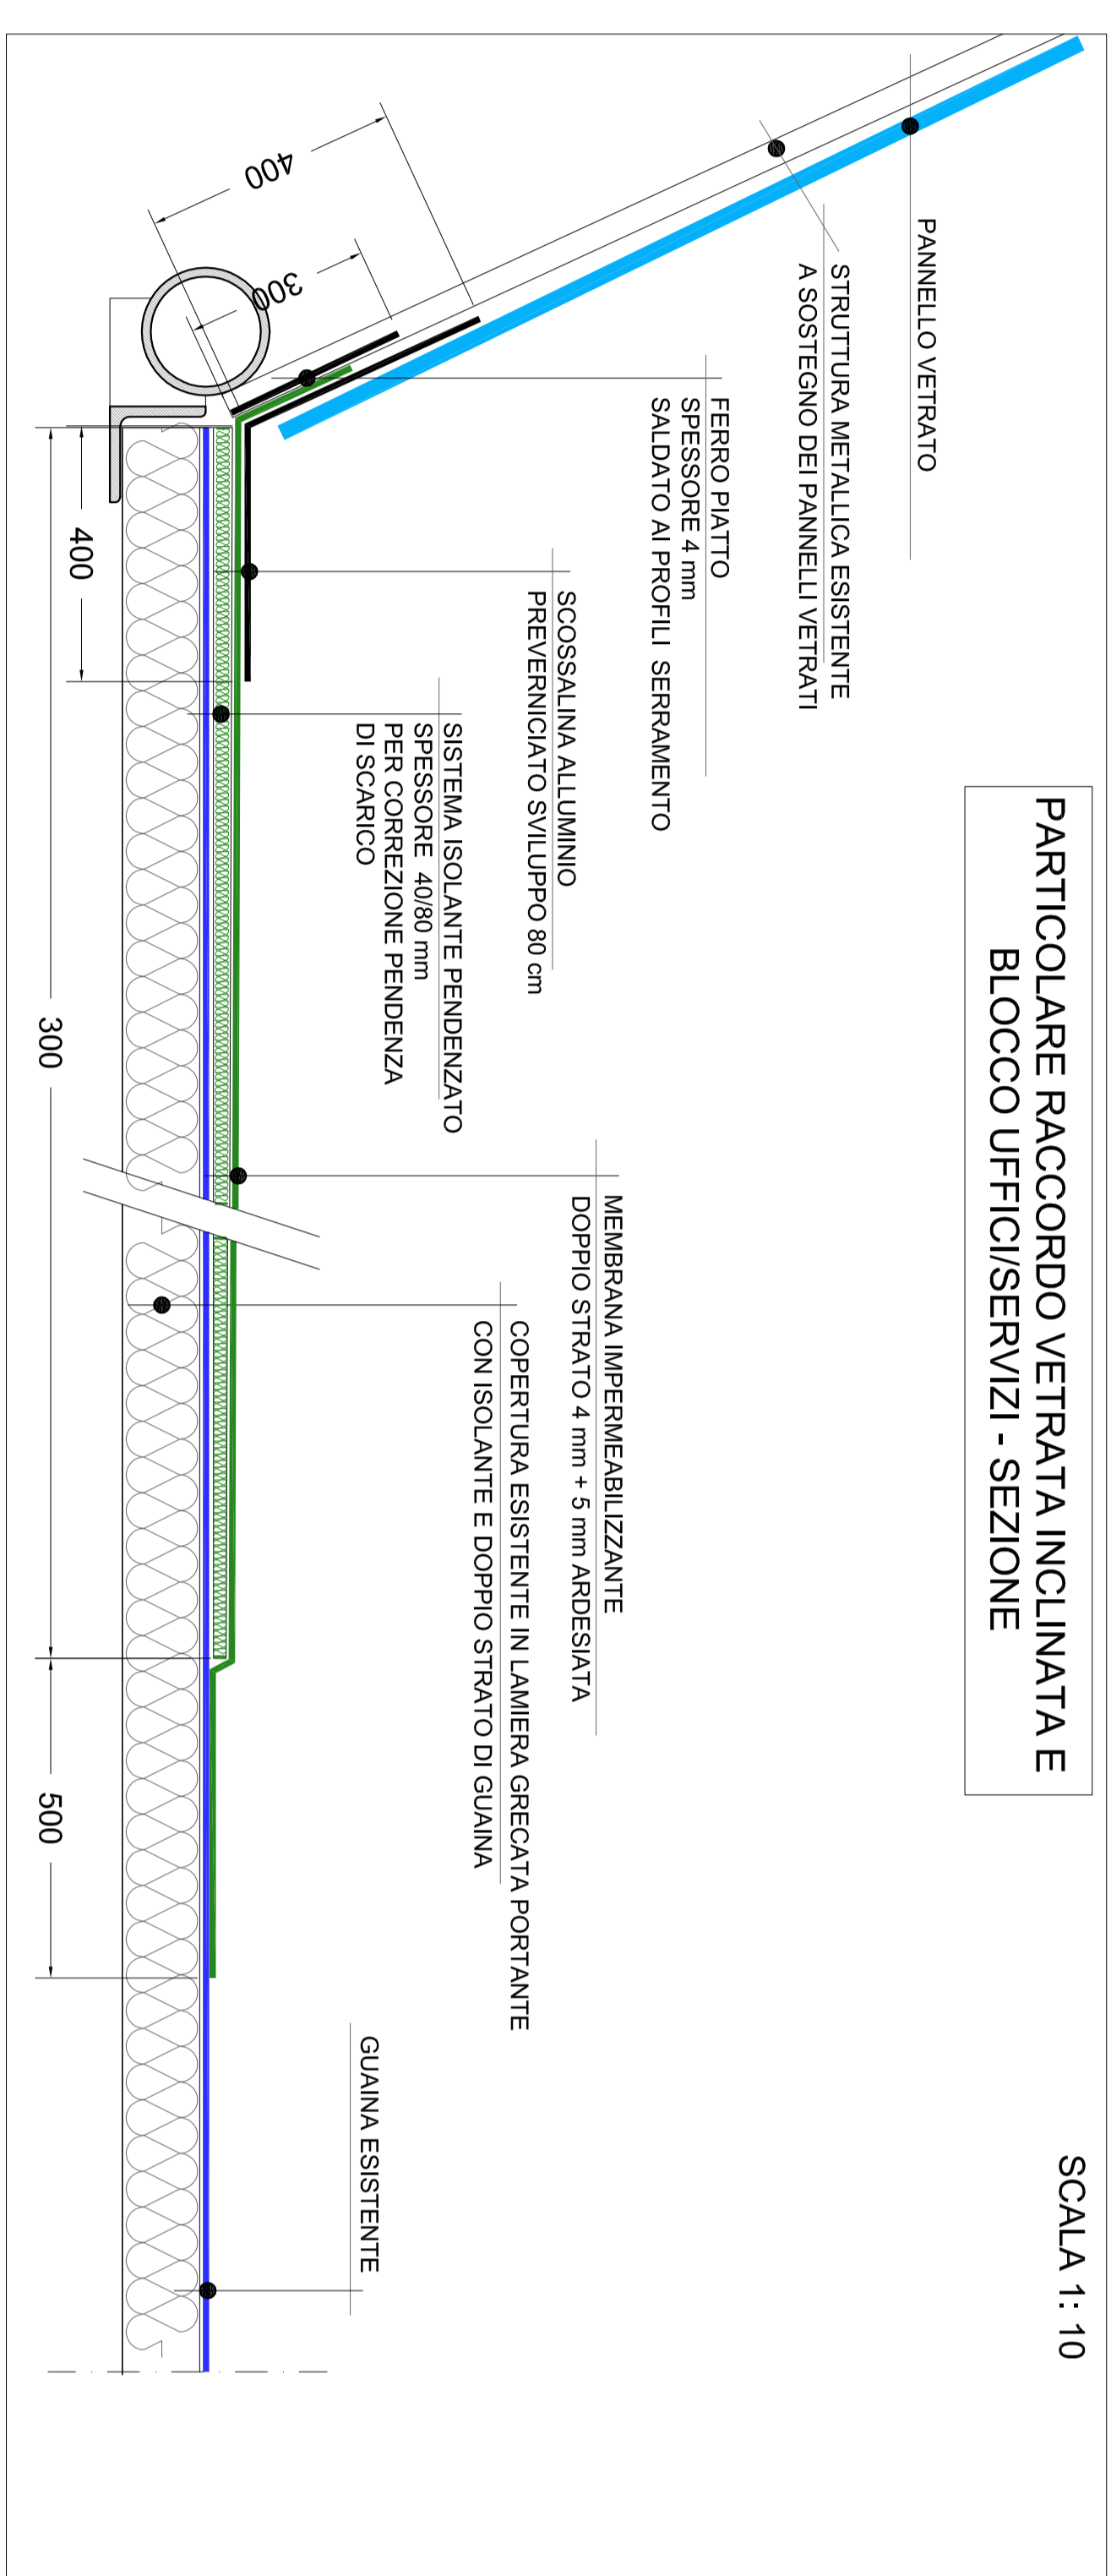 PARTICOLARE RACCORDO VETRATA INCLINATA E
BLOCCO UFFICI/SERVIZI - SEZIONE
SCALA 1: 10
PANNELLO VETRATO
STRUTTURA METALLICA ESISTENTE
A SOSTEGNO DEI PANNELLI VETRATI
FERRO PIATTO
SPESSORE 4 mm
SALDATO AI PROFILI SERRAMENTO
SCOSSALINA ALLUMINIO
PREVERNICIATO SVILUPPO 80 cm
SISTEMA ISOLANTE PENDENZATO
SPESSORE 40/80 mm
PER CORREZIONE PENDENZA
DI SCARICO
MEMBRANA IMPERMEABILIZZANTE
DOPPIO STRATO 4 mm + 5 mm ARDESIATA
COPERTURA ESISTENTE IN LAMIERA GRECATA PORTANTE
CON ISOLANTE E DOPPIO STRATO DI GUAINA
GUAINA ESISTENTE
400
300
400
300
500